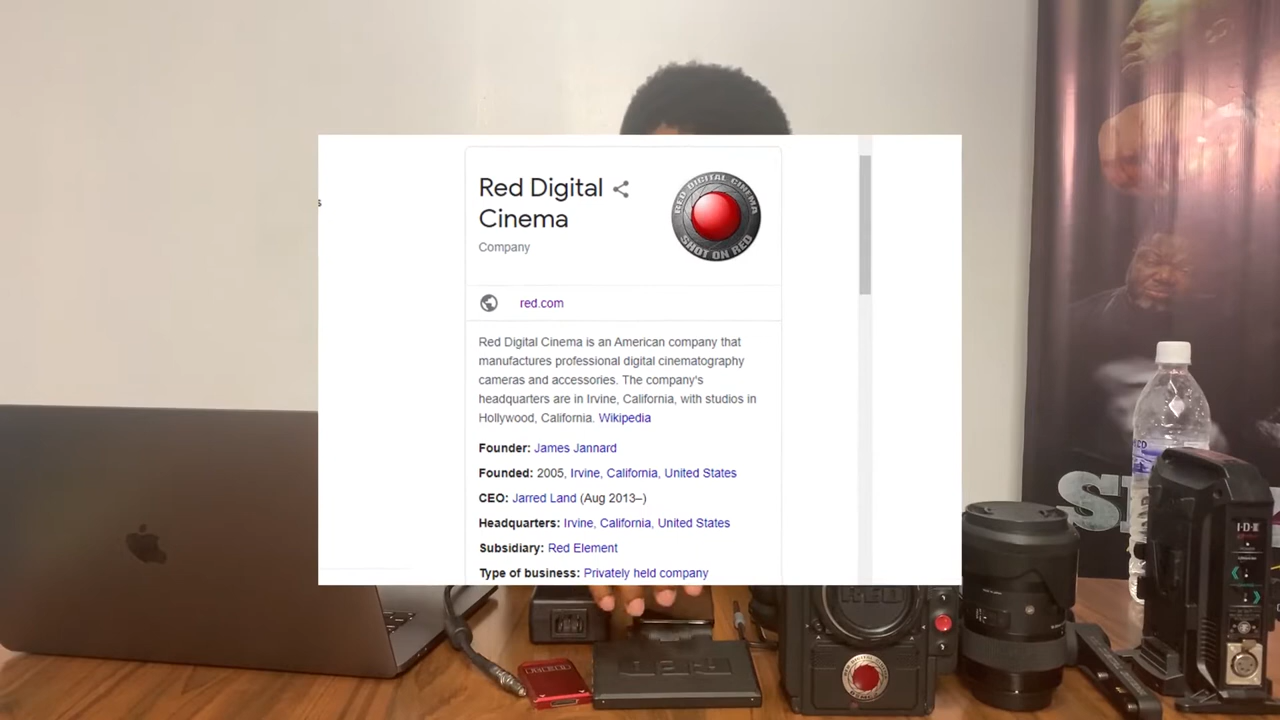 Red Digital
Cinema
Company
RED DIGITAL CINEMA
SHOT ON RED
red.com
Red Digital Cinema is an American company that
manufactures professional digital cinematography
cameras and accessories. The company's
headquarters are in Irvine, California, with studios in
Hollywood, California. Wikipedia
Founder: James Jannard
Founded: 2005, Irvine, California, United States
CEO: Jarred Land (Aug 2013–)
Headquarters: Irvine, California, United States
Subsidiary: Red Element
Type of business: Privately held company
s
RED